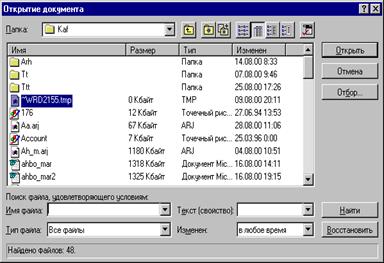 Открытие документа
Папка: Kaf
Имя Размер Тип Изменен
Arh Папка 14.08.00 8:33
Tt Папка 07.08.00 9:46
Ttt Папка 25.08.00 17:26
~WRD2155.tmp 0 Кбайт TMP 09.08.00 20:11
176 12 Кбайт Точечный рис... 27.06.94 13:53
Aa.arj 67 Кбайт ARJ 28.08.00 11:06
Account 7 Кбайт Точечный рис... 25.03.96 0:00
Ah_m.arj 1180 Кбайт ARJ 15.08.00 13:51
ahbo_mar 1318 Кбайт Документ Mic... 16.08.00 14:11
ahbo_mar2 1325 Кбайт Документ Mic... 16.08.00 19:15
Открыть
Отмена
Отбор...
Поиск файла, удовлетворяющего условиям:
Имя файла: Текст (свойство): Найти
Тип файла: Все файлы Изменен: в любое время Восстановить
Найдено файлов: 48.